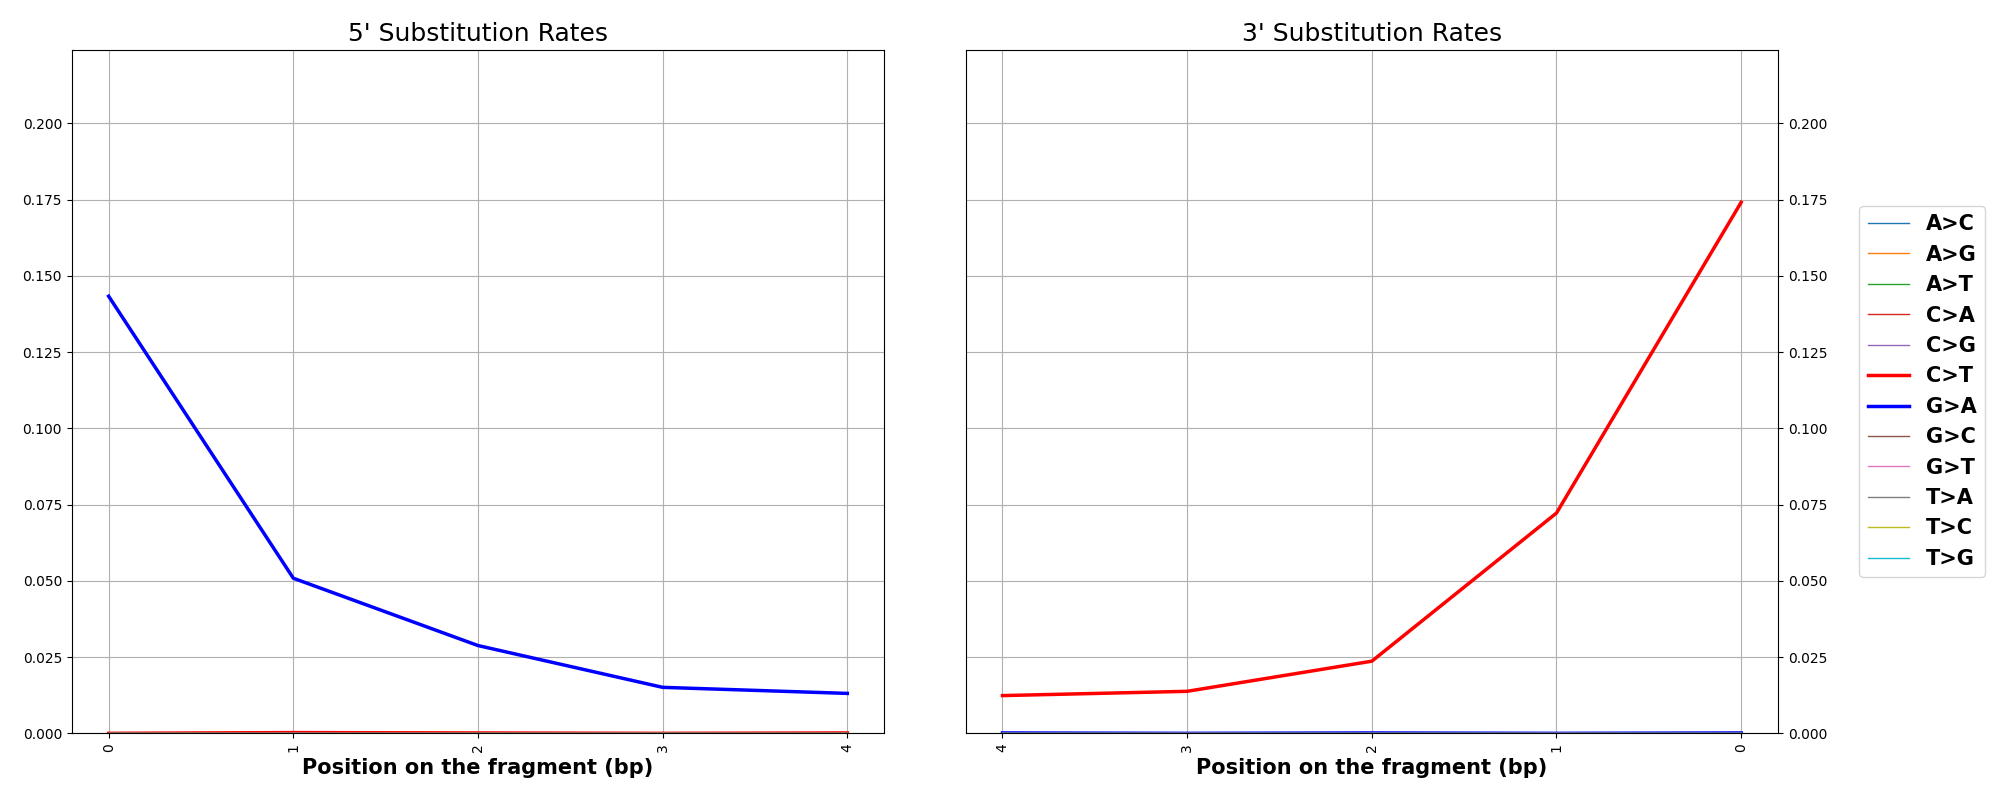 5' Substitution Rates
0.200
0.175
0.150
0.125
0.100
0.075
0.050
0.025
0.000
0 1 2 3 4
Position on the fragment (bp)
3' Substitution Rates
0.200
0.175
0.150
0.125
0.100
0.075
0.050
0.025
0.000
4 3 2 1 0
Position on the fragment (bp)
A>C
A>G
A>T
C>A
C>G
C>T
G>A
G>C
G>T
T>A
T>C
T>G